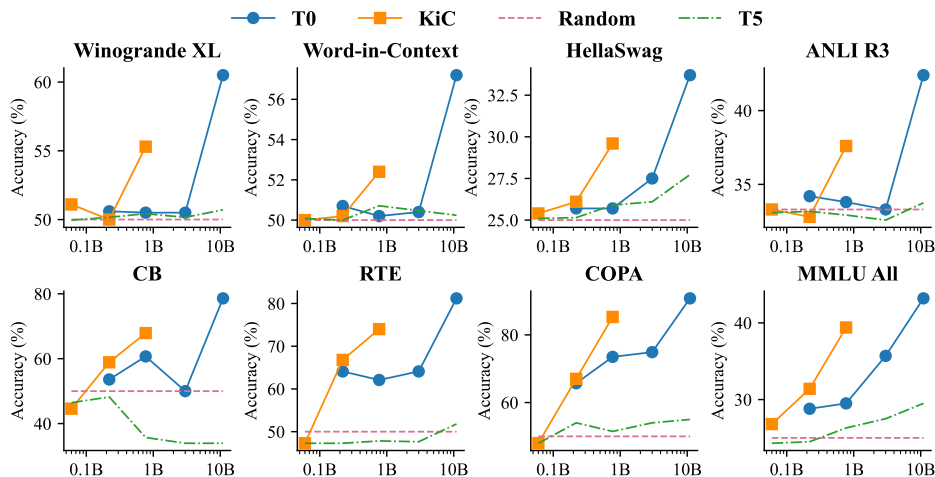 T0 KiC Random T5
Winogrande XL Word-in-Context HellaSwag ANLI R3
Accuracy (%) 60 55 50 0.1B 1B 10B
Accuracy (%) 56 54 52 50 0.1B 1B 10B
Accuracy (%) 32.5 30.0 27.5 25.0 0.1B 1B 10B
Accuracy (%) 40 35 0.1B 1B 10B
CB RTE COPA MMLU All
Accuracy (%) 80 60 40 0.1B 1B 10B
Accuracy (%) 80 70 60 50 0.1B 1B 10B
Accuracy (%) 80 60 0.1B 1B 10B
Accuracy (%) 40 30 0.1B 1B 10B